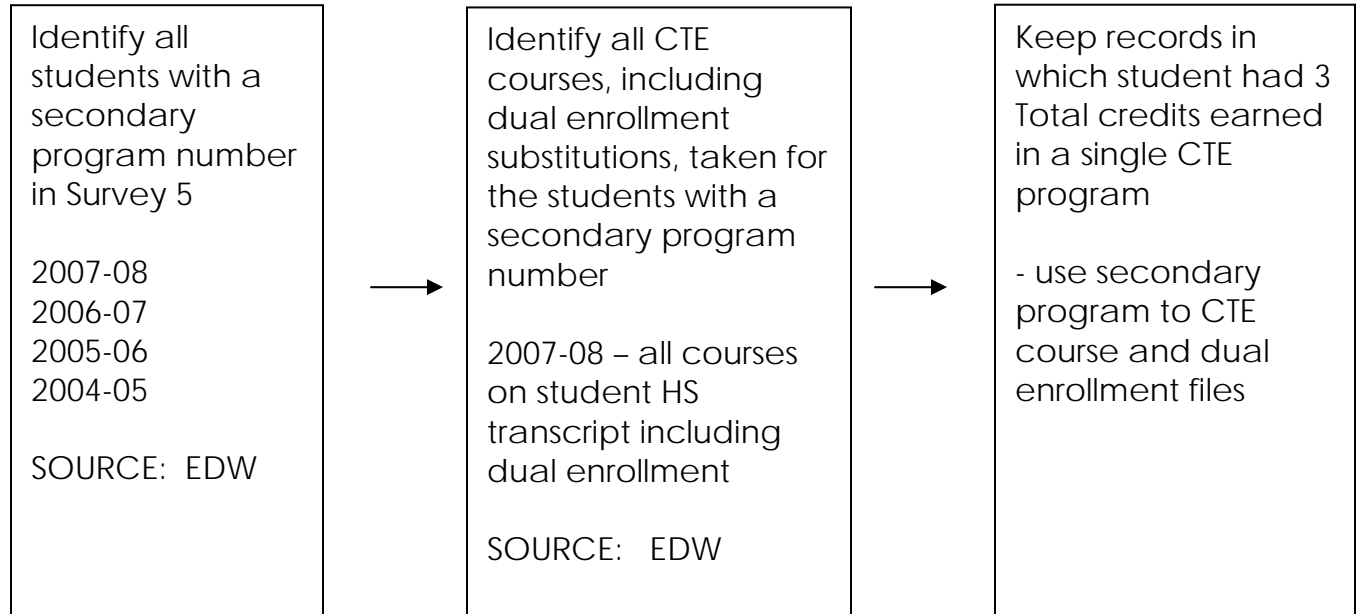 Identify all
students with a
secondary
program number
in Survey 5
2007-08
2006-07
2005-06
2004-05
SOURCE: EDW
Identify all CTE
courses, including
dual enrollment
substitutions, taken for
the students with a
secondary program
number
2007-08 – all courses
on student HS
transcript including
dual enrollment
SOURCE: EDW
Keep records in
which student had 3
Total credits earned
in a single CTE
program
- use secondary
program to CTE
course and dual
enrollment files